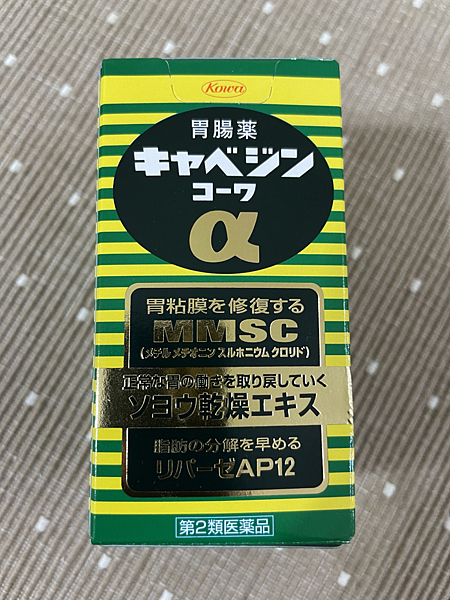 Kowa
胃腸薬
キャベジン
コーワ
α
胃粘膜を修復する
MMSC
(メチルメチオニンスルホニウムクロリド)
正常な胃の働きを取り戻していく
ソヨウ乾燥エキス
脂肪の分解を早める
リパーゼAP12
第2類医薬品